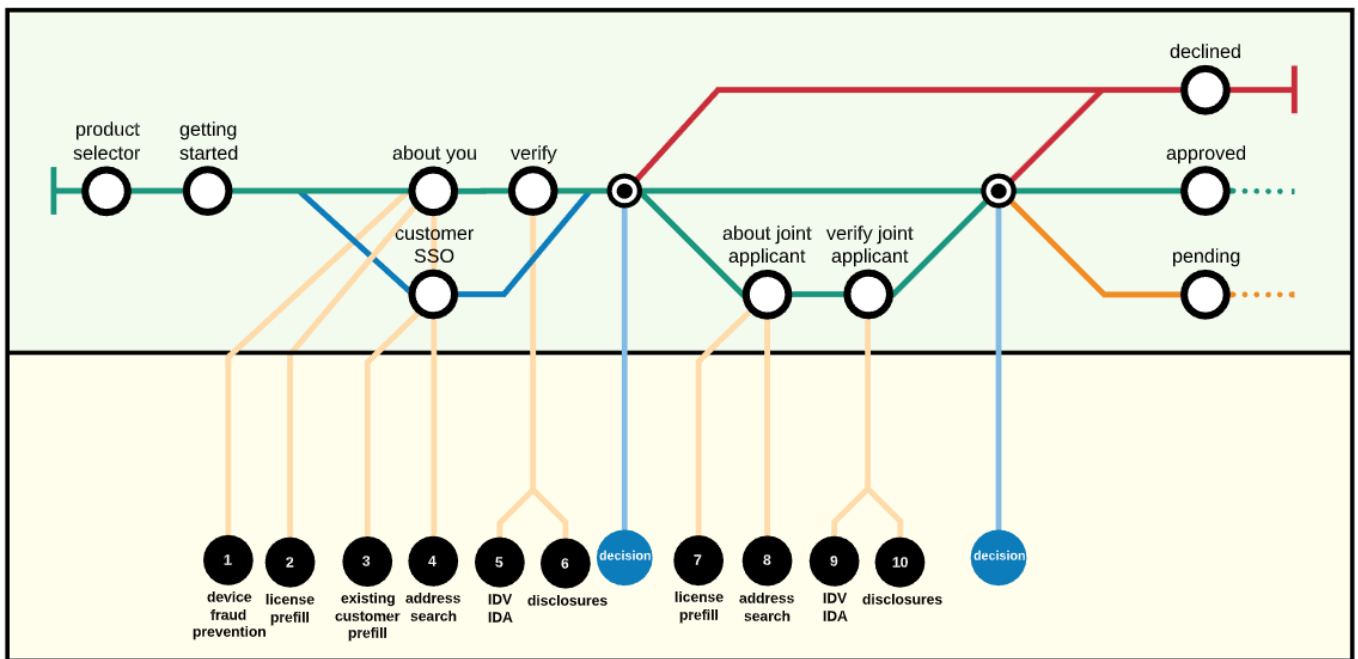 declined
product
selector
getting
started
about you
verify
approved
customer
SSO
about joint
applicant
verify joint
applicant
pending
1
2
3
4
5
6
decision
7
8
9
10
decision
device
fraud
prevention
license
prefill
existing
customer
prefill
address
search
IDV
IDA
disclosures
license
prefill
address
search
IDV
IDA
disclosures